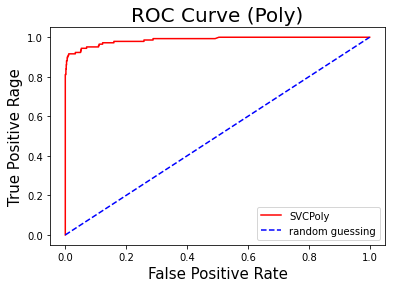 ROC Curve (Poly)
True Positive Rage
1.0
0.8
0.6
0.4
0.2
0.0
SVCPoly
random guessing
0.0 0.2 0.4 0.6 0.8 1.0
False Positive Rate